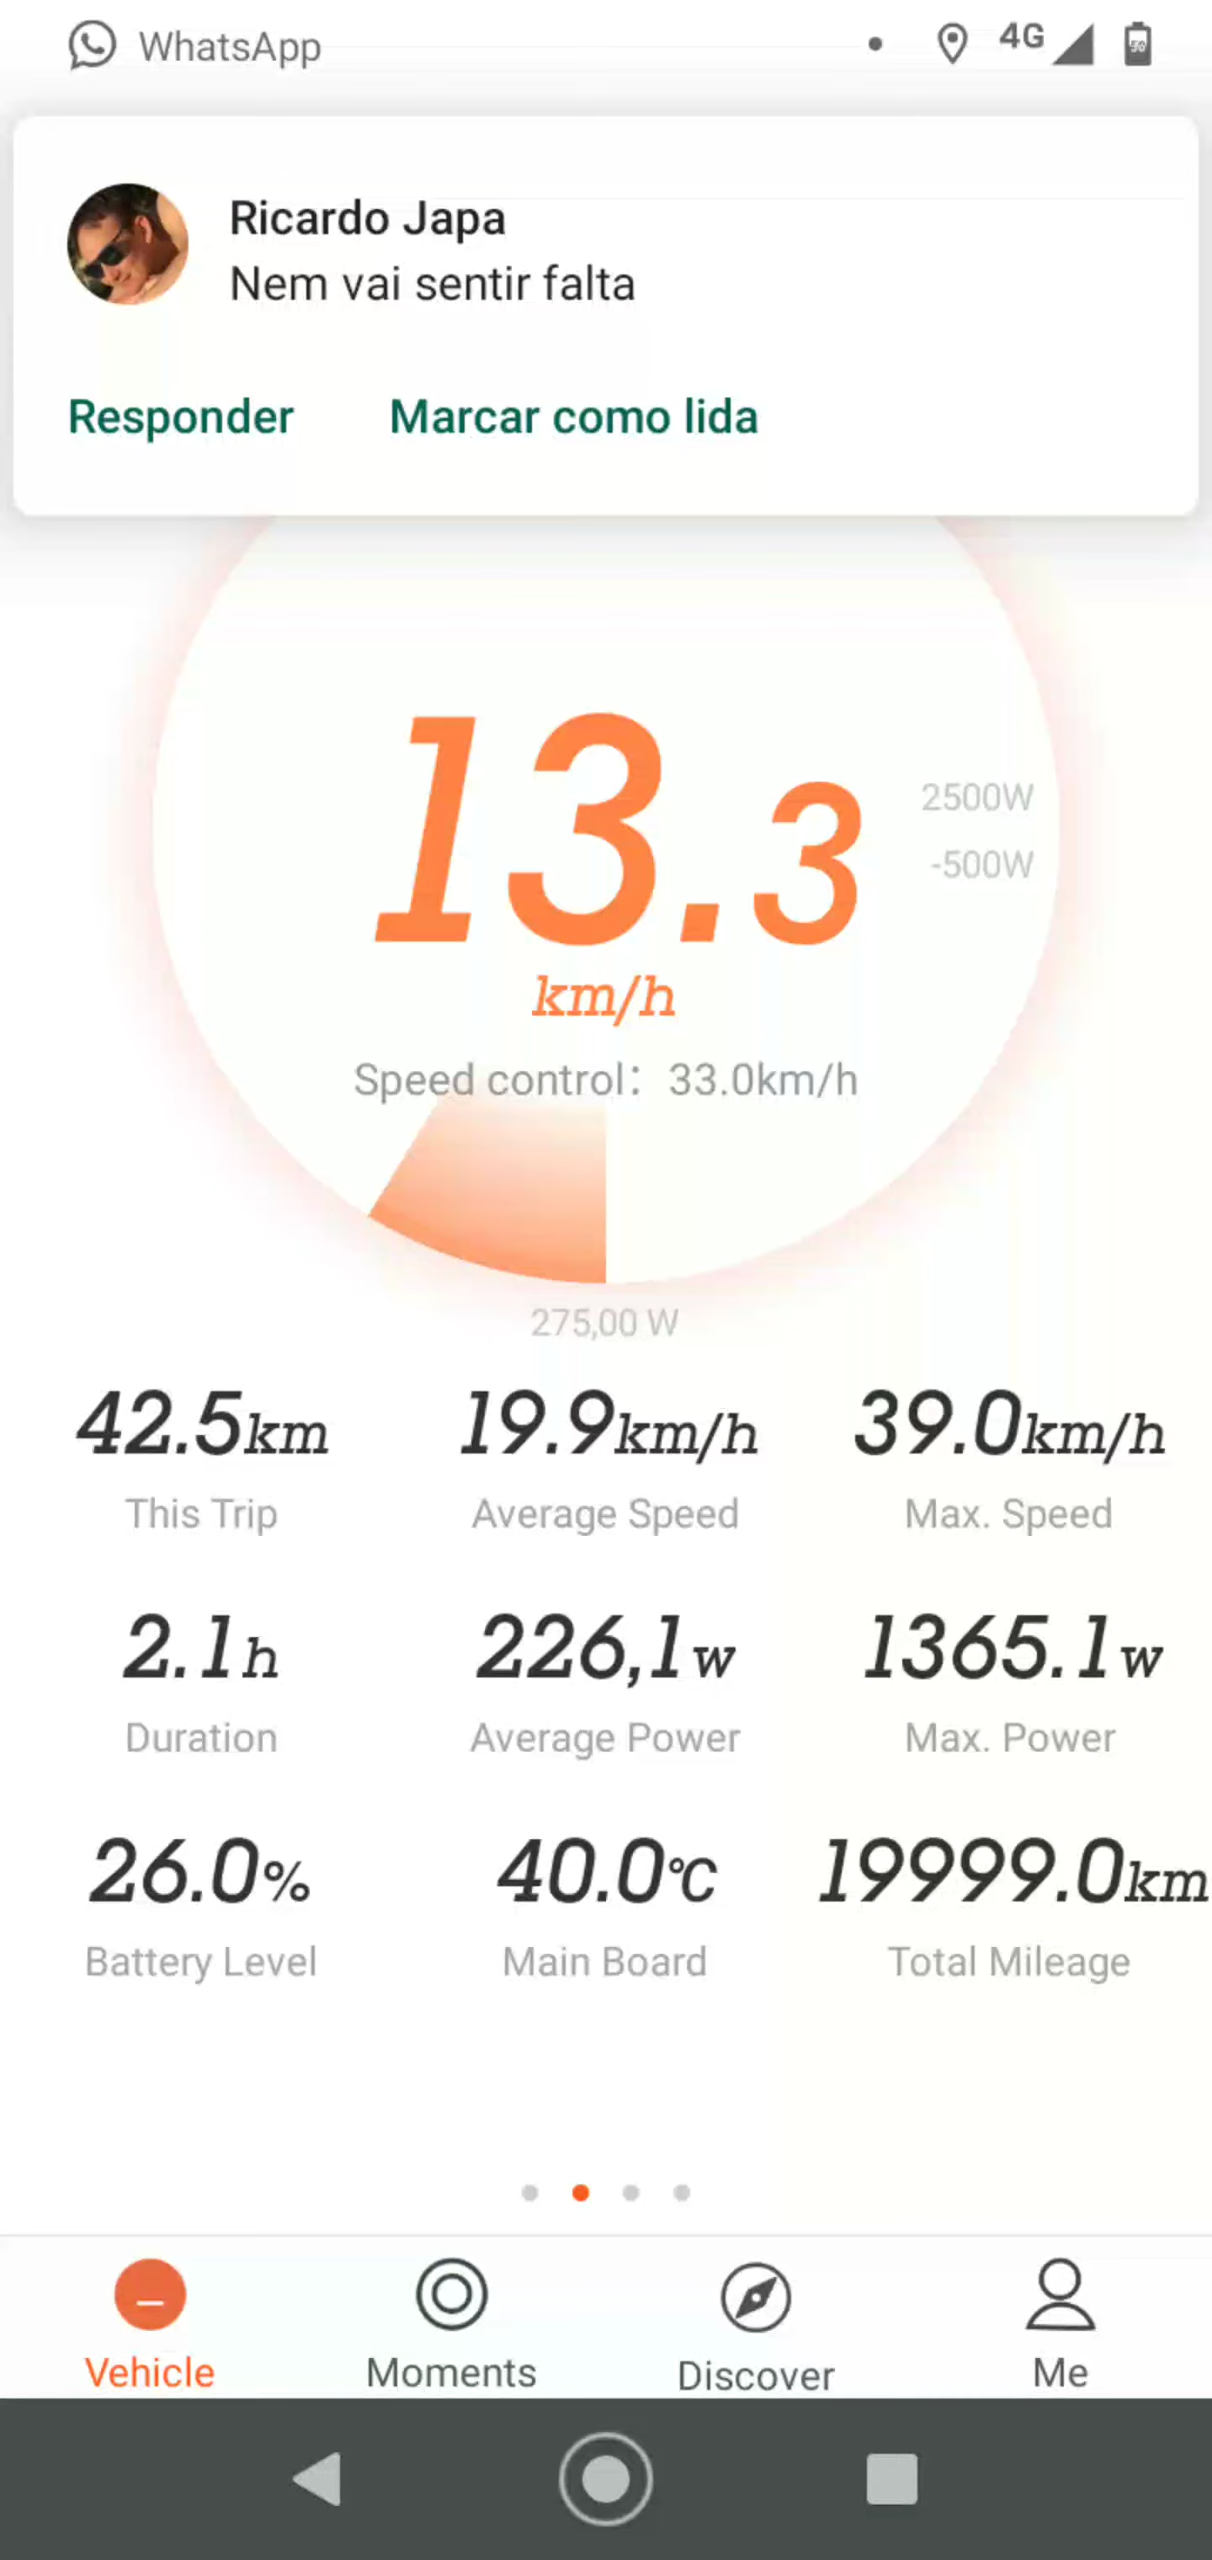 WhatsApp
4G
50
Ricardo Japa
Nem vai sentir falta
Responder Marcar como lida
13.3
2500W
-500W
km/h
Speed control: 33.0km/h
275,00 W
42.5km 19.9km/h 39.0km/h
This Trip Average Speed Max. Speed
2.1h 226,1w 1365.1w
Duration Average Power Max. Power
26.0% 40.0℃ 19999.0km
Battery Level Main Board Total Mileage
Vehicle Moments Discover Me